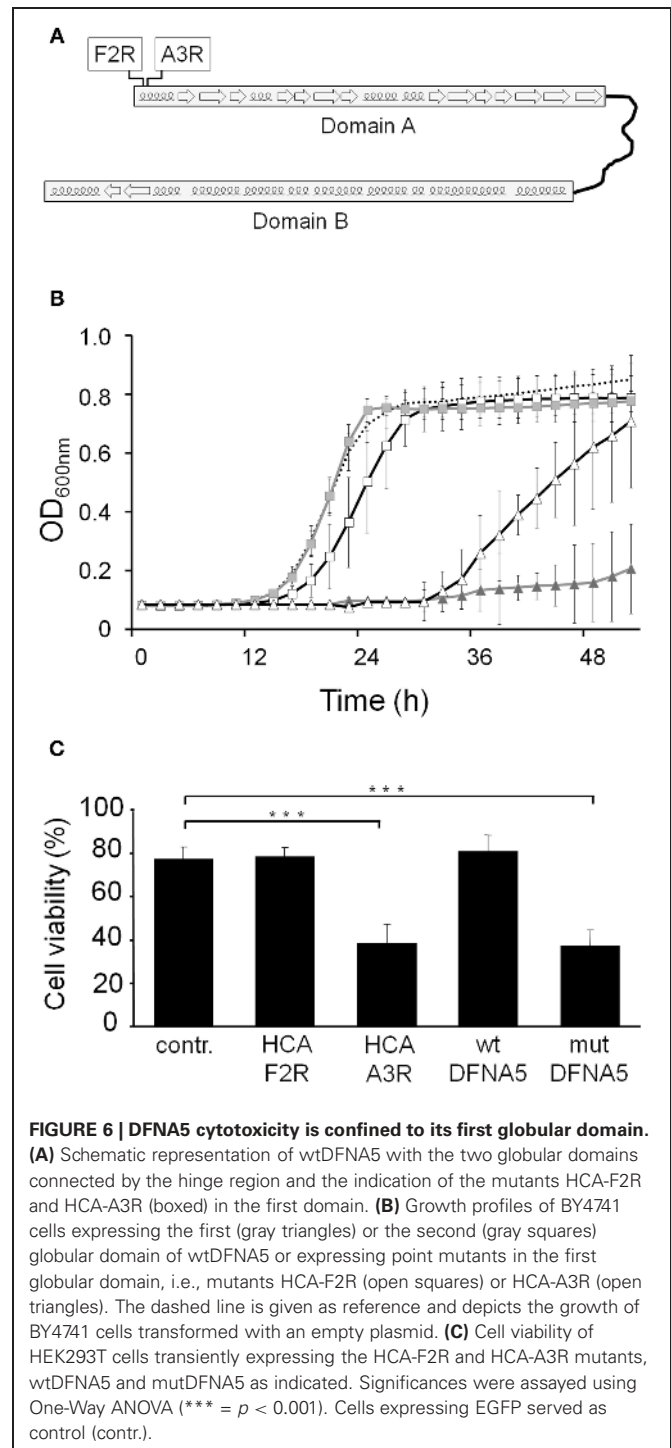 A
F2R A3R
Domain A
Domain B
B
1.0
0.8
0.6
0.4
0.2
0
OD600nm
0 12 24 36 48
Time (h)
C
* * *
* * *
100
80
60
40
20
0
Cell viability (%)
contr. HCA HCA wt mut
F2R A3R DFNA5 DFNA5
FIGURE 6 | DFNA5 cytotoxicity is confined to its first globular domain.
(A) Schematic representation of wtDFNA5 with the two globular domains
connected by the hinge region and the indication of the mutants HCA-F2R
and HCA-A3R (boxed) in the first domain. (B) Growth profiles of BY4741
cells expressing the first (gray triangles) or the second (gray squares)
globular domain of wtDFNA5 or expressing point mutants in the first
globular domain, i.e., mutants HCA-F2R (open squares) or HCA-A3R (open
triangles). The dashed line is given as reference and depicts the growth of
BY4741 cells transformed with an empty plasmid. (C) Cell viability of
HEK293T cells transiently expressing the HCA-F2R and HCA-A3R mutants,
wtDFNA5 and mutDFNA5 as indicated. Significances were assayed using
One-Way ANOVA (*** = p < 0.001). Cells expressing EGFP served as
control (contr.).